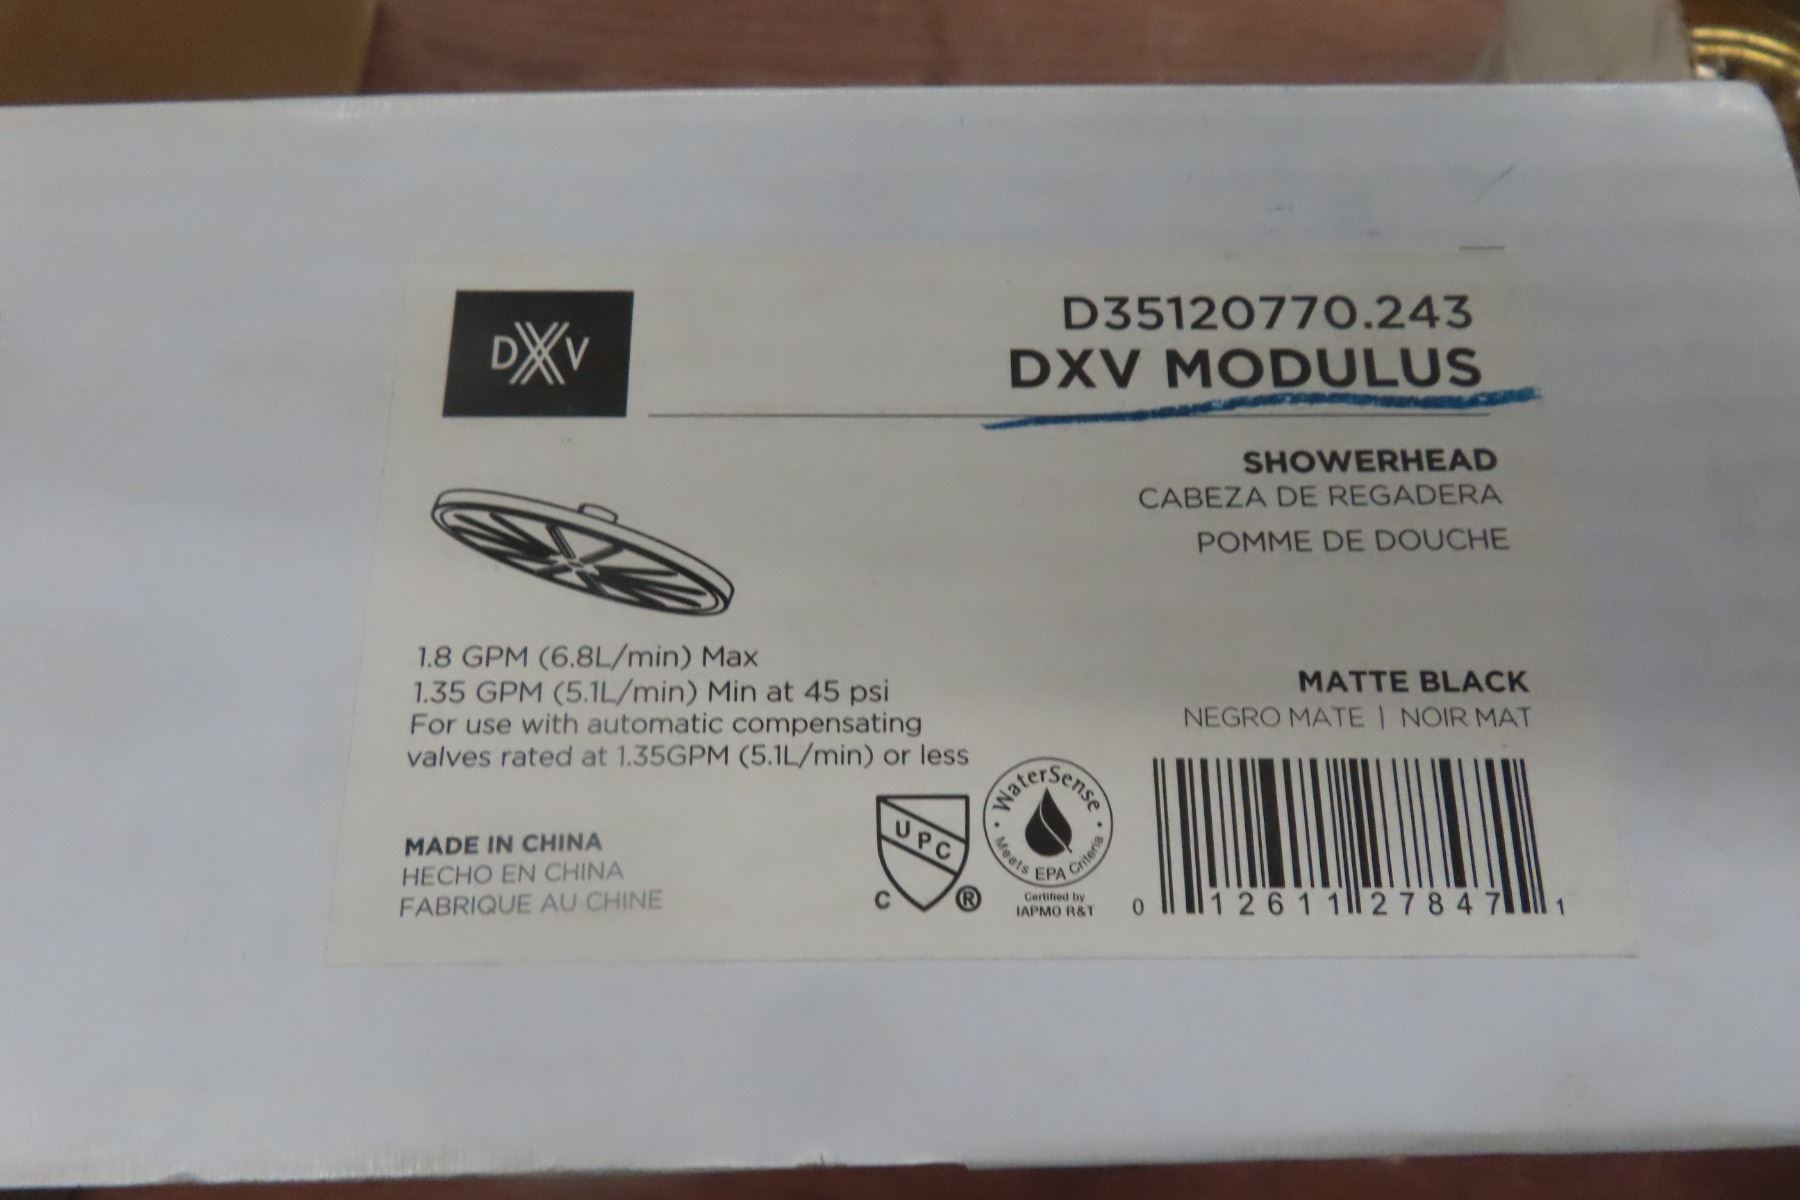 DXV
D35120770.243
DXV MODULUS
SHOWERHEAD
CABEZA DE REGADERA
POMME DE DOUCHE
1.8 GPM (6.8L/min) Max
1.35 GPM (5.1L/min) Min at 45 psi
For use with automatic compensating
valves rated at 1.35GPM (5.1L/min) or less
MATTE BLACK
NEGRO MATE | NOIR MAT
MADE IN CHINA
HECHO EN CHINA
FABRIQUE AU CHINE
UPC
C ®
WaterSense
Meets EPA Criteria
Certified by
IAPMO R&T
0 12611 27847 1